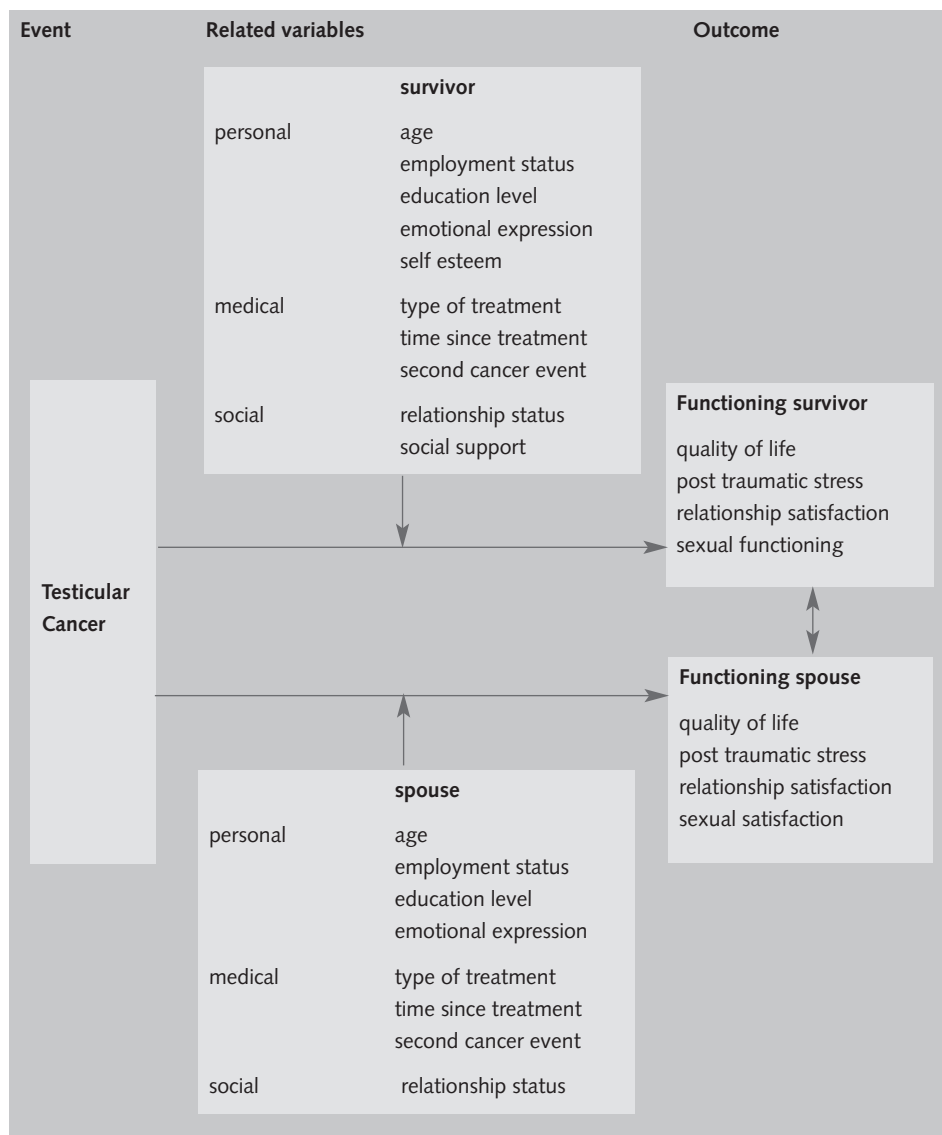 Event Related variables Outcome
survivor
personal age
employment status
education level
emotional expression
self esteem
medical type of treatment
time since treatment
second cancer event
social relationship status
social support
Testicular
Cancer
Functioning survivor
quality of life
post traumatic stress
relationship satisfaction
sexual functioning
Functioning spouse
quality of life
post traumatic stress
relationship satisfaction
sexual satisfaction
spouse
personal age
employment status
education level
emotional expression
medical type of treatment
time since treatment
second cancer event
social relationship status